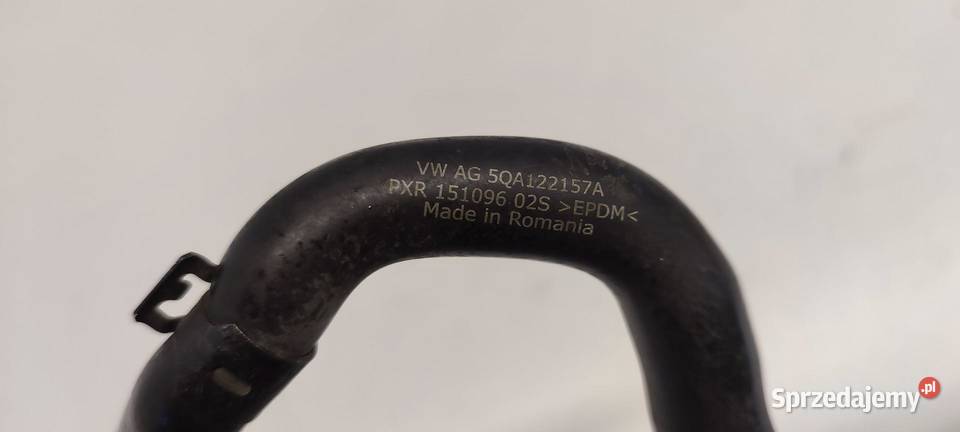 VW AG 5QA122157A
PXR 151096 02S >EPDM<
Made in Romania
Sprzedajemy.pl